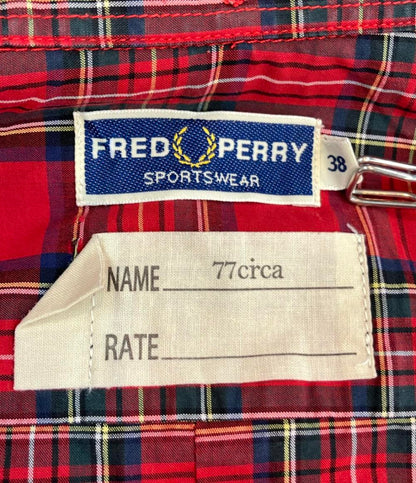 FRED PERRY
SPORTSWEAR
38
NAME 77circa
RATE